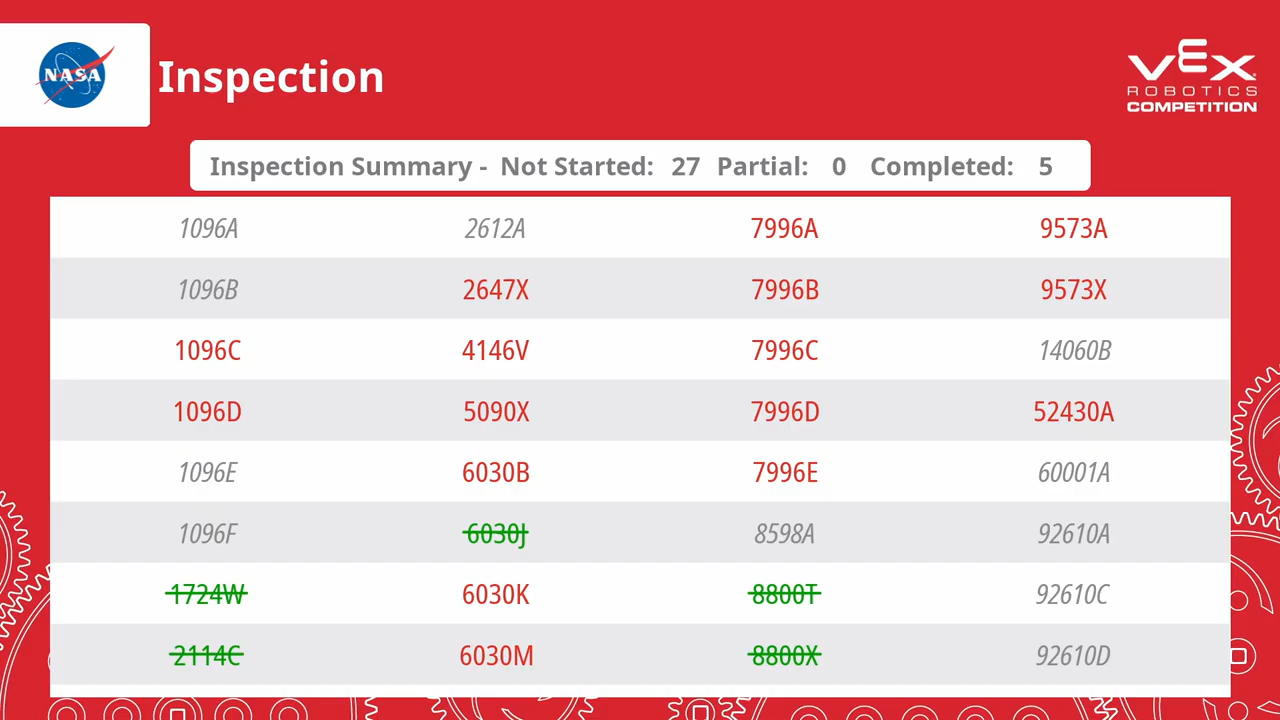 NASA
Inspection
VEX
ROBOTICS
COMPETITION
Inspection Summary - Not Started: 27 Partial: 0 Completed: 5
1096A 2612A 7996A 9573A
1096B 2647X 7996B 9573X
1096C 4146V 7996C 14060B
1096D 5090X 7996D 52430A
1096E 6030B 7996E 60001A
1096F 6030J 8598A 92610A
1724W 6030K 8800T 92610C
2114C 6030M 8800X 92610D